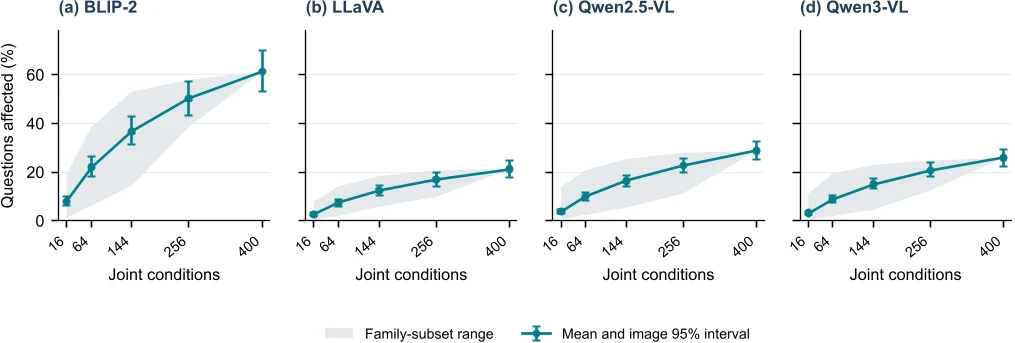 (a) BLIP-2
(b) LLaVA
(c) Qwen2.5-VL
(d) Qwen3-VL
Questions affected (%)
60
40
20
0
16 64 144 256 400
16 64 144 256 400
16 64 144 256 400
16 64 144 256 400
Joint conditions
Joint conditions
Joint conditions
Joint conditions
Family-subset range
Mean and image 95% interval